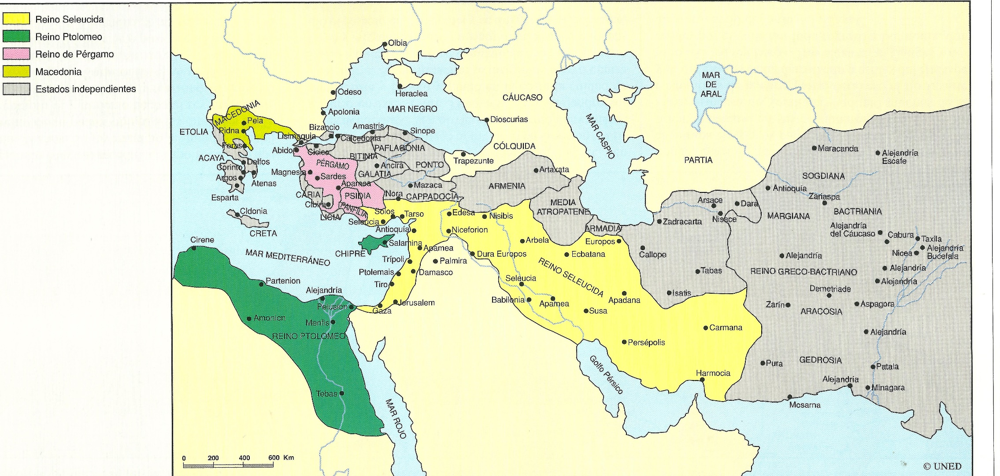 Reino Seleucida
Reino Ptolomeo
Reino de Pérgamo
Macedonia
Estados independientes
Olbia
Odeso
Heraclea
Apolonia
MAR NEGRO
CÁUCASO
Dioscurias
MAR CASPIO
MAR
DE
ARAL
MACEDONIA
Pela
Pidna
ETOLIA
Feras
ACAYA
Delfos
Corinto
Argos
Atenas
Esparta
Cldonia
CRETA
Lisimaquia
Bizancio
Amastris
Sinope
Calcedonia
Abido
Cícico
PAFLAGONIA
BITINIA
PÉRGAMO
Ancira
PONTO
GALATIA
Magnesia
Sardes
Apamea
Mazaca
CARIA
PSIDIA
Nora
CAPPADOCIA
Cibira
PANFILIA
LICIA
Trapezunte
CÓLQUIDA
Artaxata
ARMENIA
MEDIA
ATROPATENE
ARMADIA
PARTIA
Maracanda
Alejandría
Escafe
SOGDIANA
Antioquía
Zariaspa
Arsace
Dara
Nisace
MARGIANA
BACTRIANA
Zadracarta
Alejandría
del Cáucaso
Cabura
Taxila
Nicea
Alejandría
Bucefala
Solos
Tarso
Seleucia
Edesa
Nisibis
Antioquía
Niceforion
Salamina
CHIPRE
Apamea
Arbela
Europos
Dura Europos
Ecbatana
Callope
Alejandría
Trípoli
Palmira
Ptolemais
Damasco
Tiro
REINO SELEUCIDA
Tabas
REINO GRECO-BACTRIANO
Alejandría
Alejandría
Cirene
MAR MEDITERRÁNEO
Partenion
Alejandría
Pelusion
Gaza
Jerusalem
Seleucia
Babilonia
Apamea
Apadana
Isatis
Demetriade
Zarín
Aspagora
Susa
ARACOSIA
Amonion
Menfis
REINO PTOLOMEO
Carmana
Persépolis
Alejandría
Golfo Pérsico
Harmocia
Pura
GEDROSIA
Patala
Alejandría
Minagara
Mosarna
Tebas
MAR ROJO
0 200 400 600 Km
© UNED